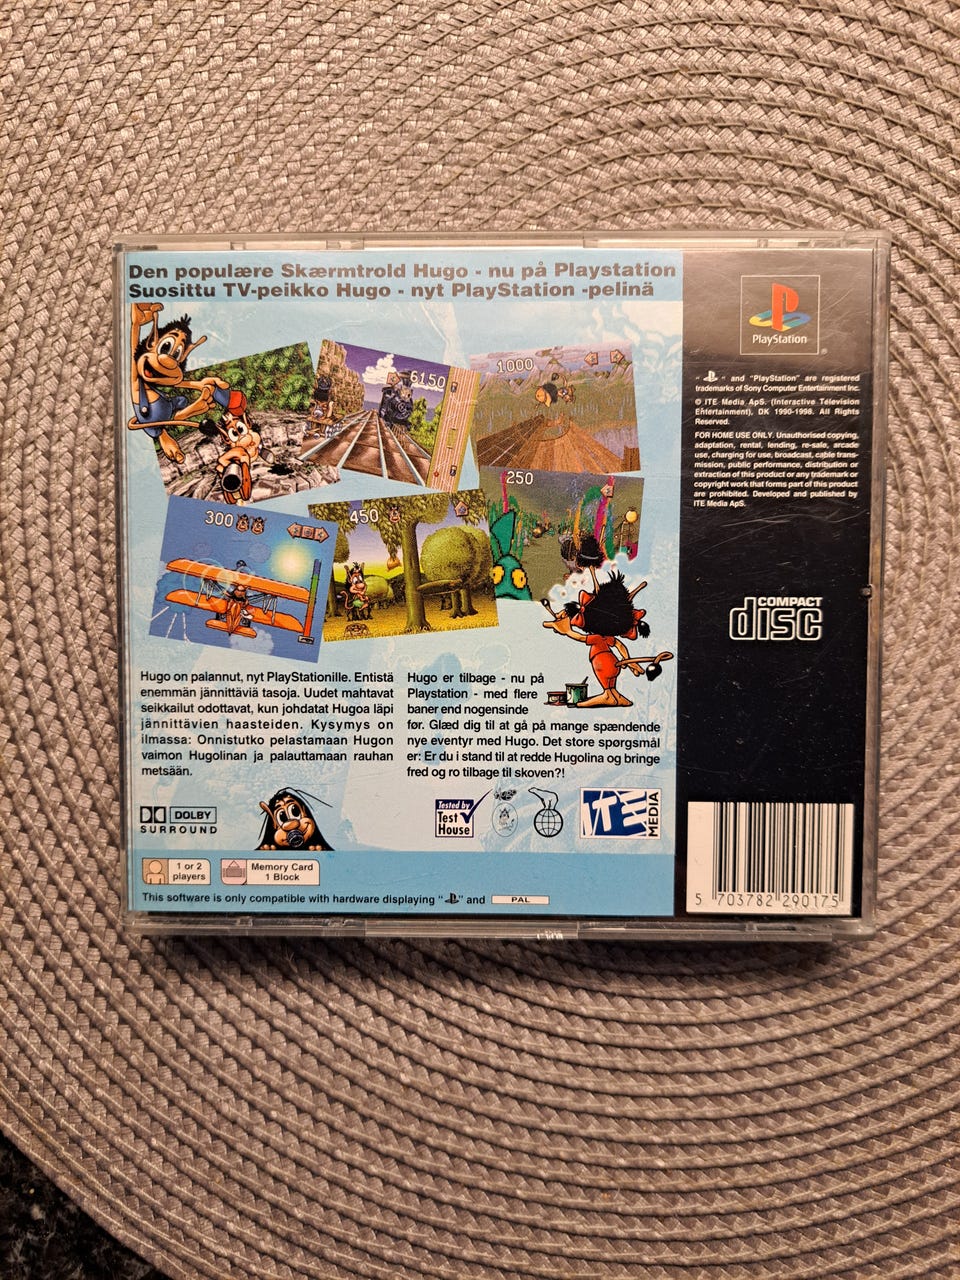 Den populære Skærmtrold Hugo - nu på Playstation
Suosittu TV-peikko Hugo - nyt PlayStation -pelinä
6150
1000
300
450
250
Hugo on palannut, nyt PlayStationille. Entistä
enemmän jännittäviä tasoja. Uudet mahtavat
seikkailut odottavat, kun johdatat Hugoa läpi
jännittävien haasteiden. Kysymys on
ilmassa: Onnistutko pelastamaan Hugon
vaimon Hugolinan ja palauttamaan rauhan
metsään.
Hugo er tilbage - nu på
Playstation - med flere
baner end nogensinde
før. Glæd dig til at gå på mange spændende
nye eventyr med Hugo. Det store spørgsmål
er: Er du i stand til at redde Hugolina og bringe
fred og ro tilbage til skoven?!
DOLBY
SURROUND
Tested by
Test
House
ITE
MEDIA
1 or 2
players
Memory Card
1 Block
This software is only compatible with hardware displaying " " and PAL
PlayStation
®
" " and "PlayStation" are registered
trademarks of Sony Computer Entertainment Inc.
© ITE Media ApS. (Interactive Television
Entertainment), DK 1990-1998. All Rights
Reserved.
FOR HOME USE ONLY. Unauthorised copying,
adaptation, rental, lending, re-sale, arcade
use, charging for use, broadcast, cable trans-
mission, public performance, distribution or
extraction of this product or any trademark or
copyright work that forms part of this product
are prohibited. Developed and published by
ITE Media ApS.
COMPACT
disc
5 703782 290175